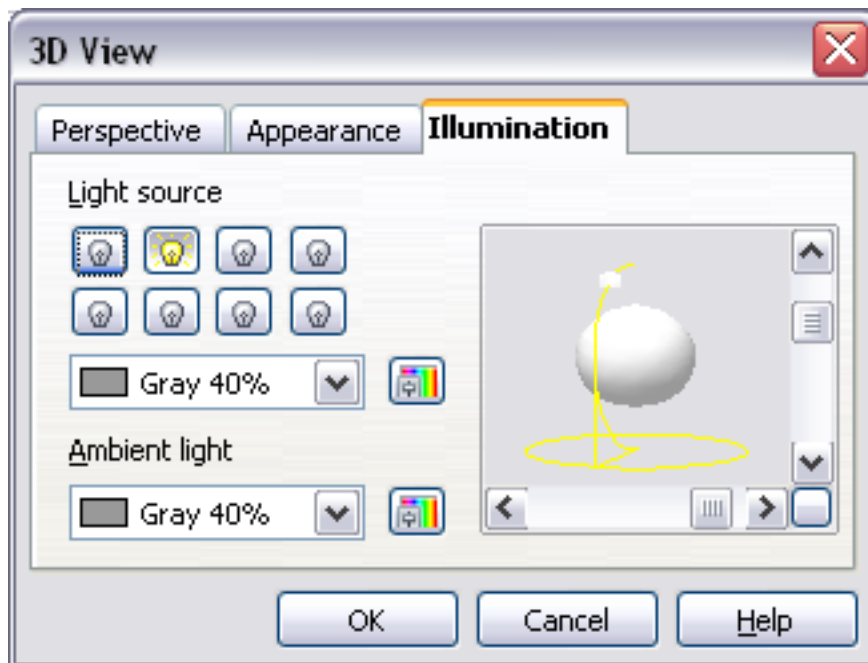 3D View
Perspective Appearance Illumination
Light source
Gray 40%
Ambient light
Gray 40%
OK Cancel Help